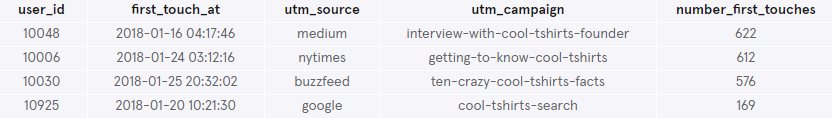 user_id first_touch_at utm_source utm_campaign number_first_touches
10048 2018-01-16 04:17:46 medium interview-with-cool-tshirts-founder 622
10006 2018-01-24 03:12:16 nytimes getting-to-know-cool-tshirts 612
10030 2018-01-25 20:32:02 buzzfeed ten-crazy-cool-tshirts-facts 576
10925 2018-01-20 10:21:30 google cool-tshirts-search 169